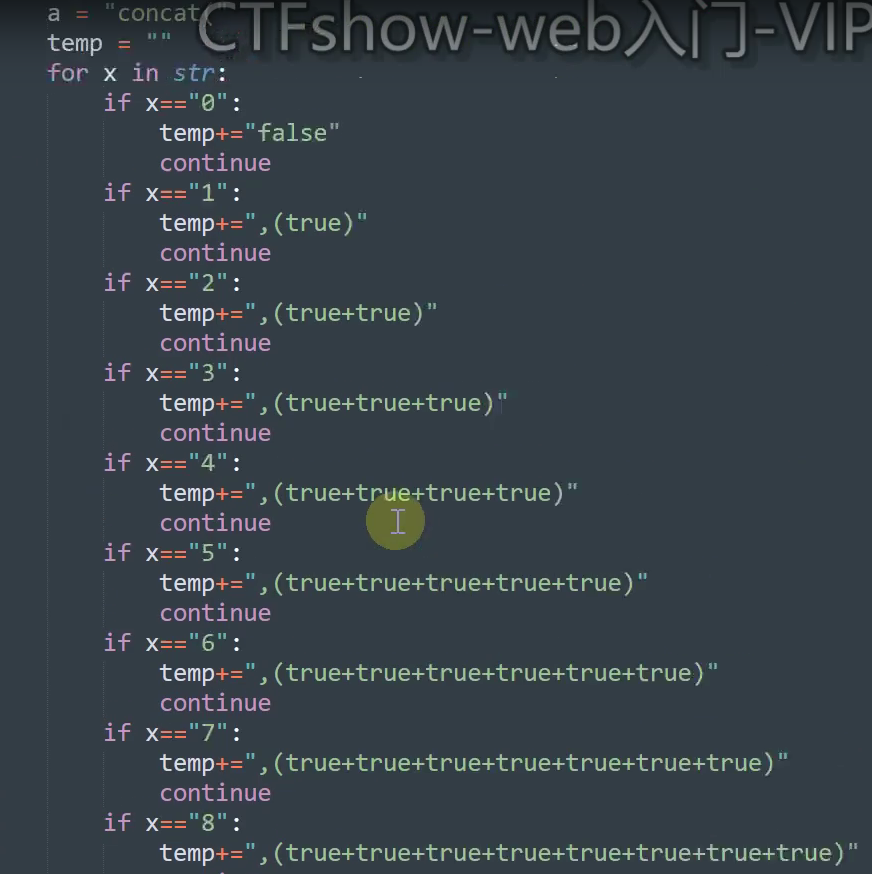 a = "concat("
CTFshow-web入门-VIP
temp = ""
for x in str:
    if x=="0":
        temp+="false"
        continue
    if x=="1":
        temp+=",(true)"
        continue
    if x=="2":
        temp+=",(true+true)"
        continue
    if x=="3":
        temp+=",(true+true+true)"
        continue
    if x=="4":
        temp+=",(true+true+true+true)"
        continue
    if x=="5":
        temp+=",(true+true+true+true+true)"
        continue
    if x=="6":
        temp+=",(true+true+true+true+true+true)"
        continue
    if x=="7":
        temp+=",(true+true+true+true+true+true+true)"
        continue
    if x=="8":
        temp+=",(true+true+true+true+true+true+true+true)"